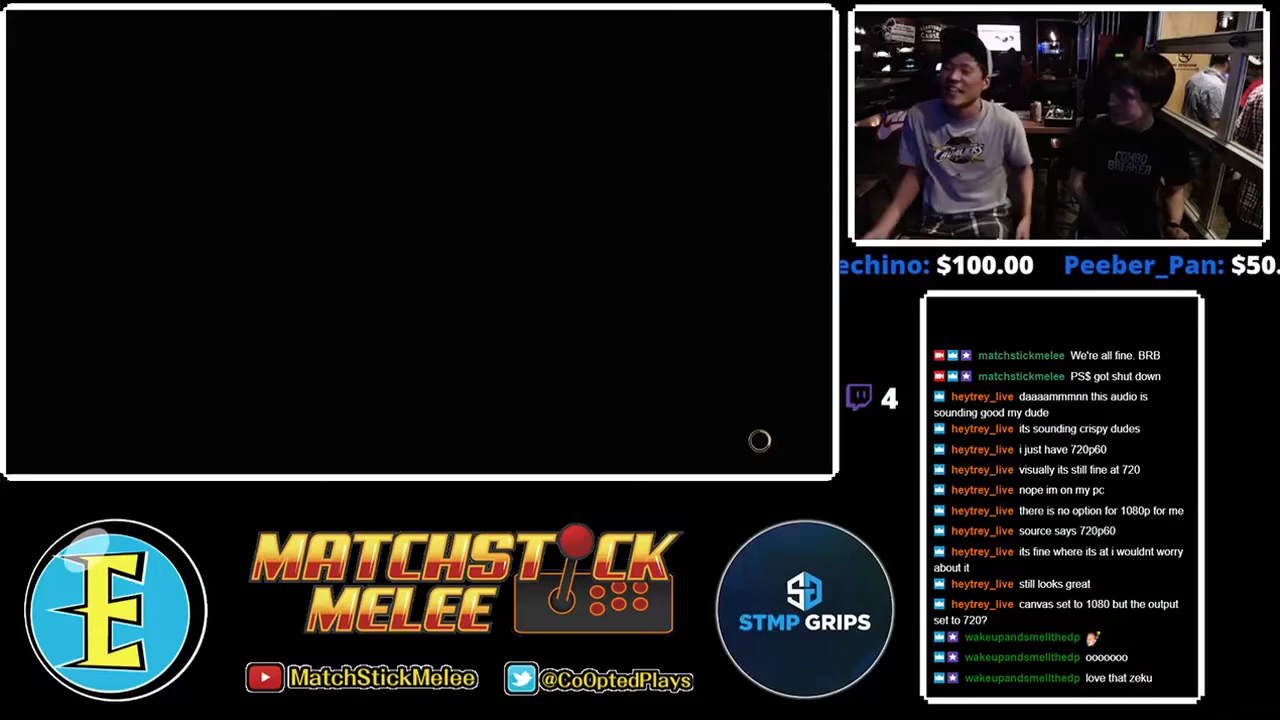 CAVALIERS
COMBO
BREAKER
echino: $100.00 Peeber_Pan: $50.
matchstickmelee We're all fine. BRB
matchstickmelee PS$ got shut down
heytrey_live daaaammmnn this audio is
sounding good my dude
heytrey_live its sounding crispy dudes
heytrey_live i just have 720p60
heytrey_live visually its still fine at 720
heytrey_live nope im on my pc
heytrey_live there is no option for 1080p for me
heytrey_live source says 720p60
heytrey_live its fine where its at i wouldnt worry
about it
heytrey_live still looks great
heytrey_live canvas set to 1080 but the output
set to 720?
wakeupandsmellthedp
wakeupandsmellthedp ooooooo
wakeupandsmellthedp love that zeku
4
E
MATCHSTICK
MELEE
MatchStickMelee
@CoOptedPlays
STMP GRIPS